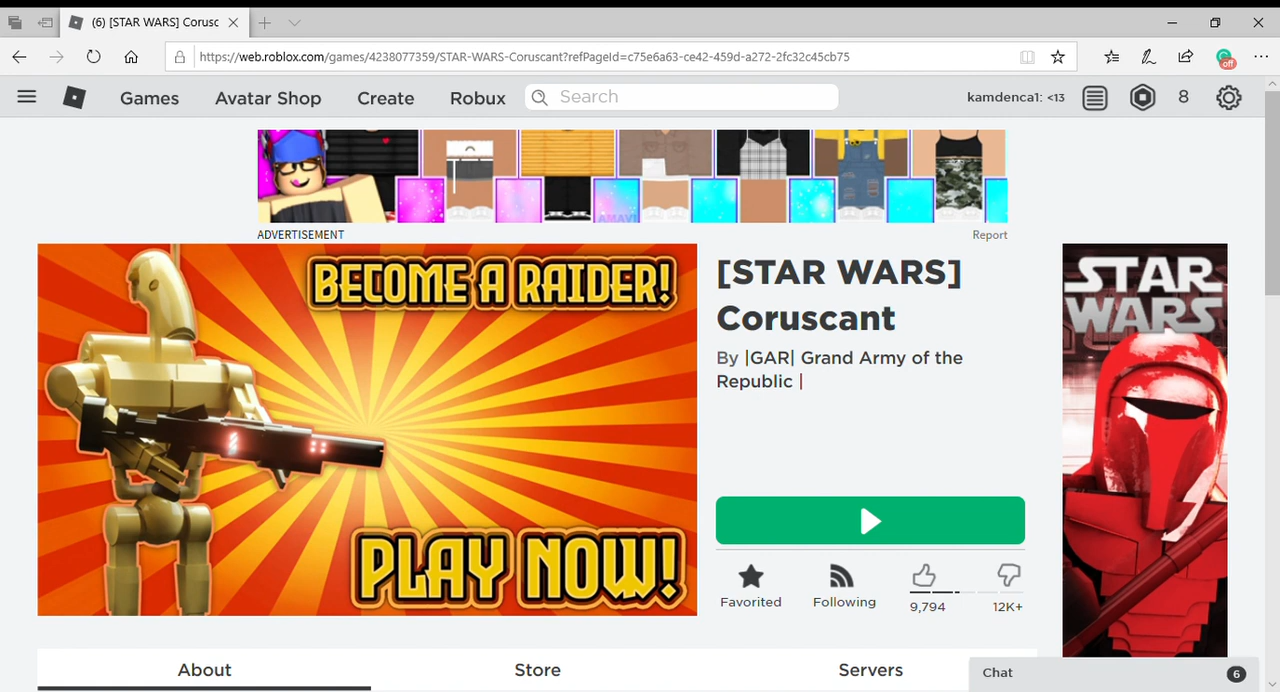 (6) [STAR WARS] Corusc
https://web.roblox.com/games/4238077359/STAR-WARS-Coruscant?refPageId=c75e6a63-ce42-459d-a272-2fc32c45cb75
off
Games
Avatar Shop
Create
Robux
Search
kamdenca1: <13
8
ADVERTISEMENT
Report
BECOME A RAIDER!
PLAY NOW!
[STAR WARS]
Coruscant
By |GAR| Grand Army of the
Republic |
Favorited
Following
9,794
12K+
STAR
WARS
About
Store
Servers
Chat
6